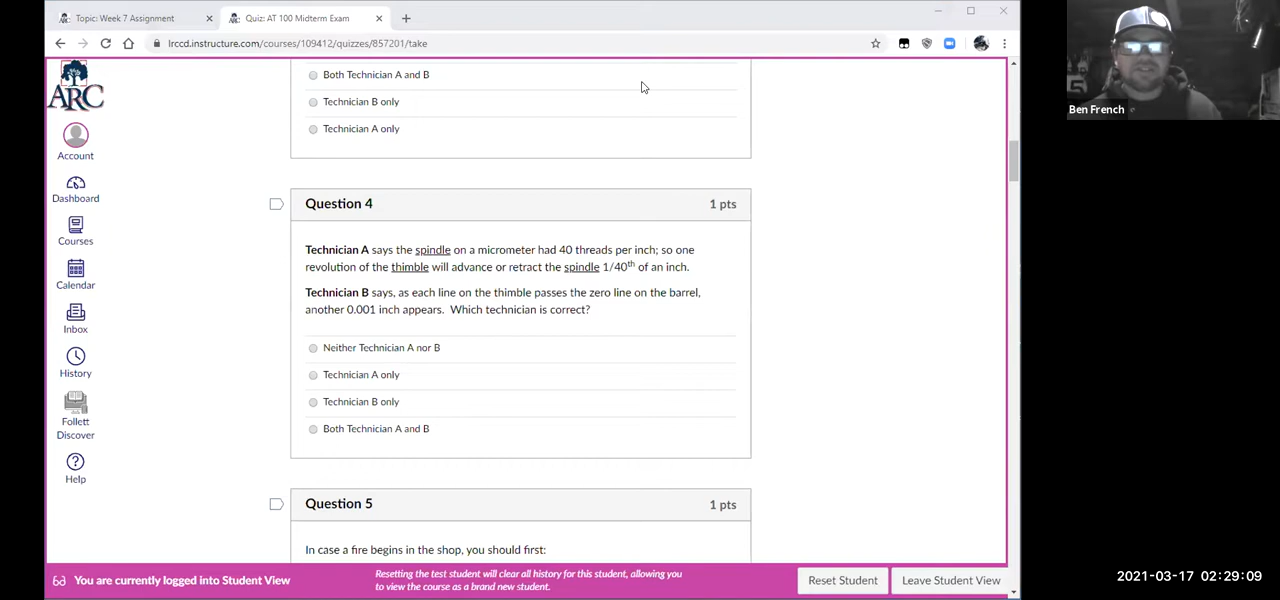 Topic: Week 7 Assignment
Quiz: AT 100 Midterm Exam
lrccd.instructure.com/courses/109412/quizzes/857201/take
ARC
Account
Dashboard
Courses
Calendar
Inbox
History
Follett
Discover
Help
Both Technician A and B
Technician B only
Technician A only
Question 4
1 pts
Technician A says the spindle on a micrometer had 40 threads per inch; so one
revolution of the thimble will advance or retract the spindle 1/40th of an inch.
Technician B says, as each line on the thimble passes the zero line on the barrel,
another 0.001 inch appears. Which technician is correct?
Neither Technician A nor B
Technician A only
Technician B only
Both Technician A and B
Question 5
1 pts
In case a fire begins in the shop, you should first:
You are currently logged into Student View
Resetting the test student will clear all history for this student, allowing you
to view the course as a brand new student.
Reset Student
Leave Student View
Ben French
2021-03-17 02:29:09